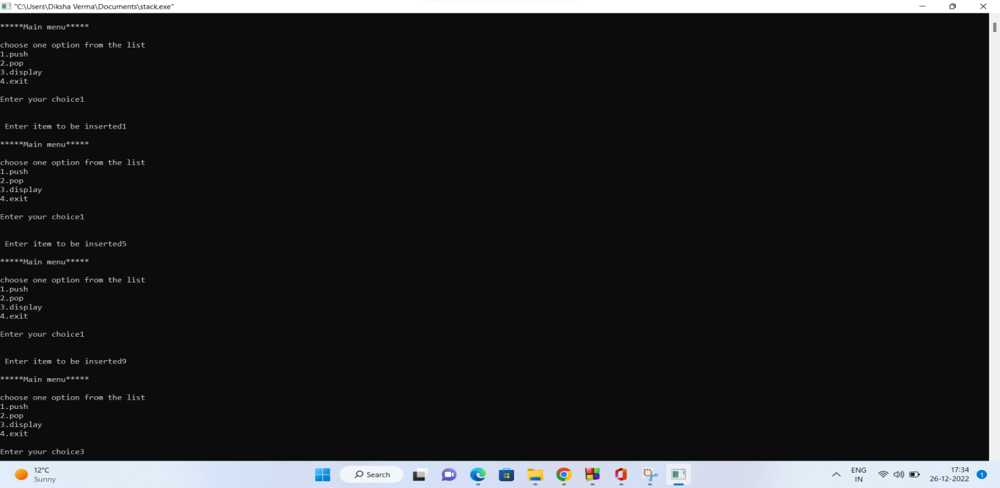 "C:\Users\Diksha Verma\Documents\stack.exe"
*****Main menu*****
choose one option from the list
1.push
2.pop
3.display
4.exit
Enter your choice1
Enter item to be inserted1
*****Main menu*****
choose one option from the list
1.push
2.pop
3.display
4.exit
Enter your choice1
Enter item to be inserted5
*****Main menu*****
choose one option from the list
1.push
2.pop
3.display
4.exit
Enter your choice1
Enter item to be inserted9
*****Main menu*****
choose one option from the list
1.push
2.pop
3.display
4.exit
Enter your choice3
12°C
Sunny
Search
ENG
IN
17:34
26-12-2022
1